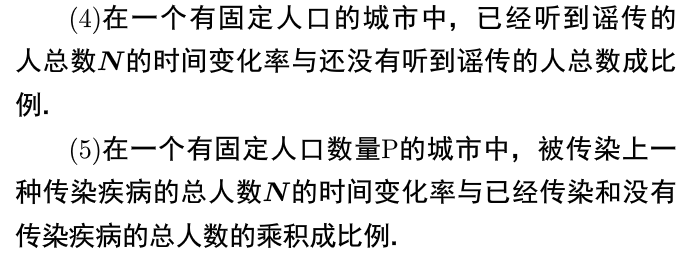 (4)在一个有固定人口的城市中，已经听到谣传的
人总数N的时间变化率与还没有听到谣传的人总数成比
例.
(5)在一个有固定人口数量P的城市中，被传染上一
种传染疾病的总人数N的时间变化率与已经传染和没有
传染疾病的总人数的乘积成比例.